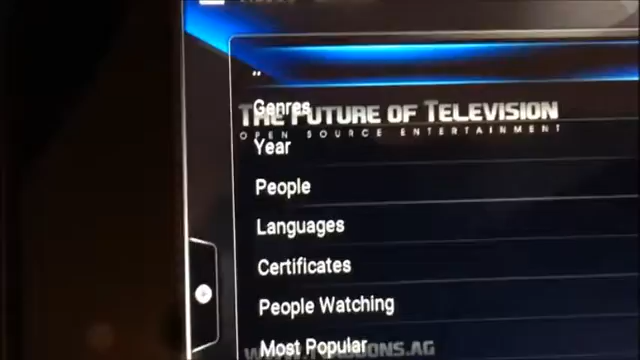 ..
Genres
THE FUTURE OF TELEVISION
OPEN SOURCE ENTERTAINMENT
Year
People
Languages
Certificates
People Watching
Most Popular